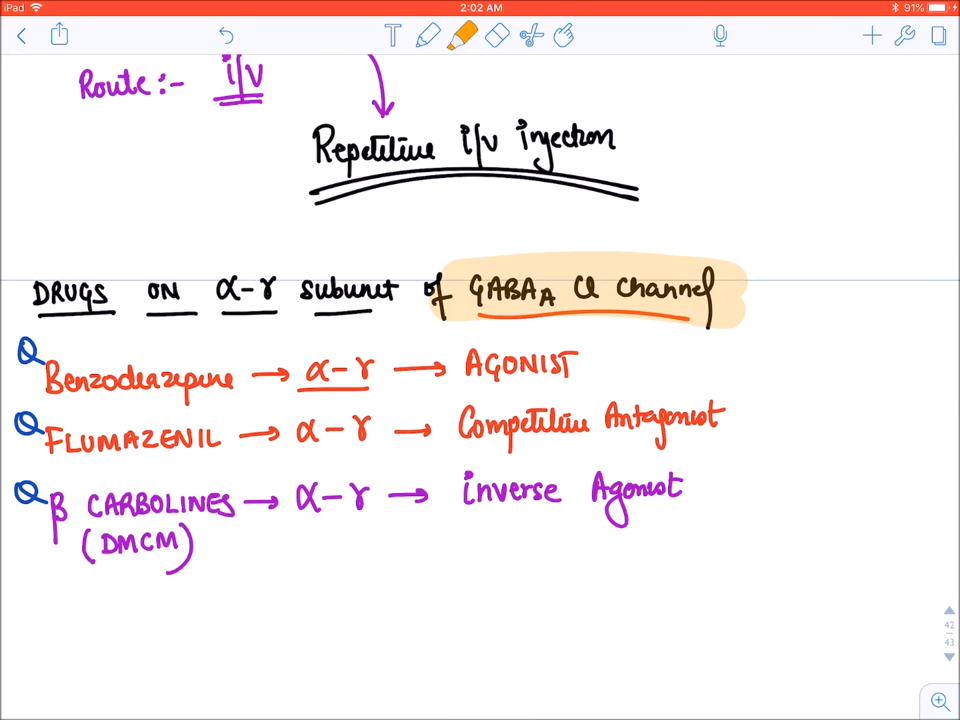 iPad 2:02 AM 91%
T
Route:- i/v
Repetitive i/v injection
DRUGS ON α-γ subunit of GABAA Cl Channel
Q Benzodiazepine → α-γ → AGONIST
Q FLUMAZENIL → α-γ → Competitive Antagonist
Q β CARBOLINES → α-γ → inverse Agonist
(DMCM)
42
43